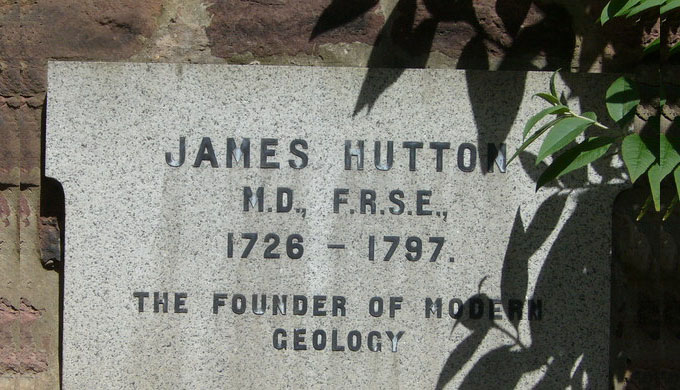 JAMES HUTTON
M.D., F.R.S.E.,
1726 - 1797.
THE FOUNDER OF MODERN
GEOLOGY